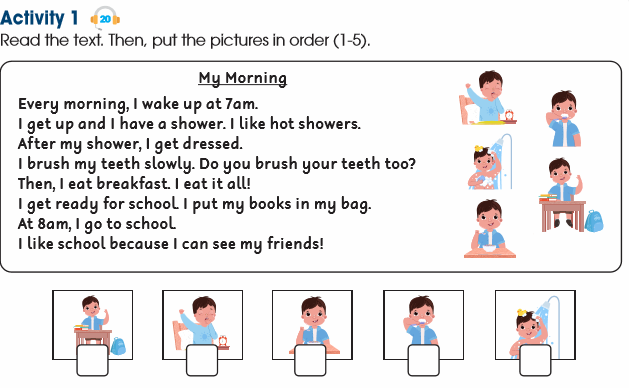 Activity 1 20
Read the text. Then, put the pictures in order (1-5).
My Morning
Every morning, I wake up at 7am.
I get up and I have a shower. I like hot showers.
After my shower, I get dressed.
I brush my teeth slowly. Do you brush your teeth too?
Then, I eat breakfast. I eat it all!
I get ready for school. I put my books in my bag.
At 8am, I go to school.
I like school because I can see my friends!